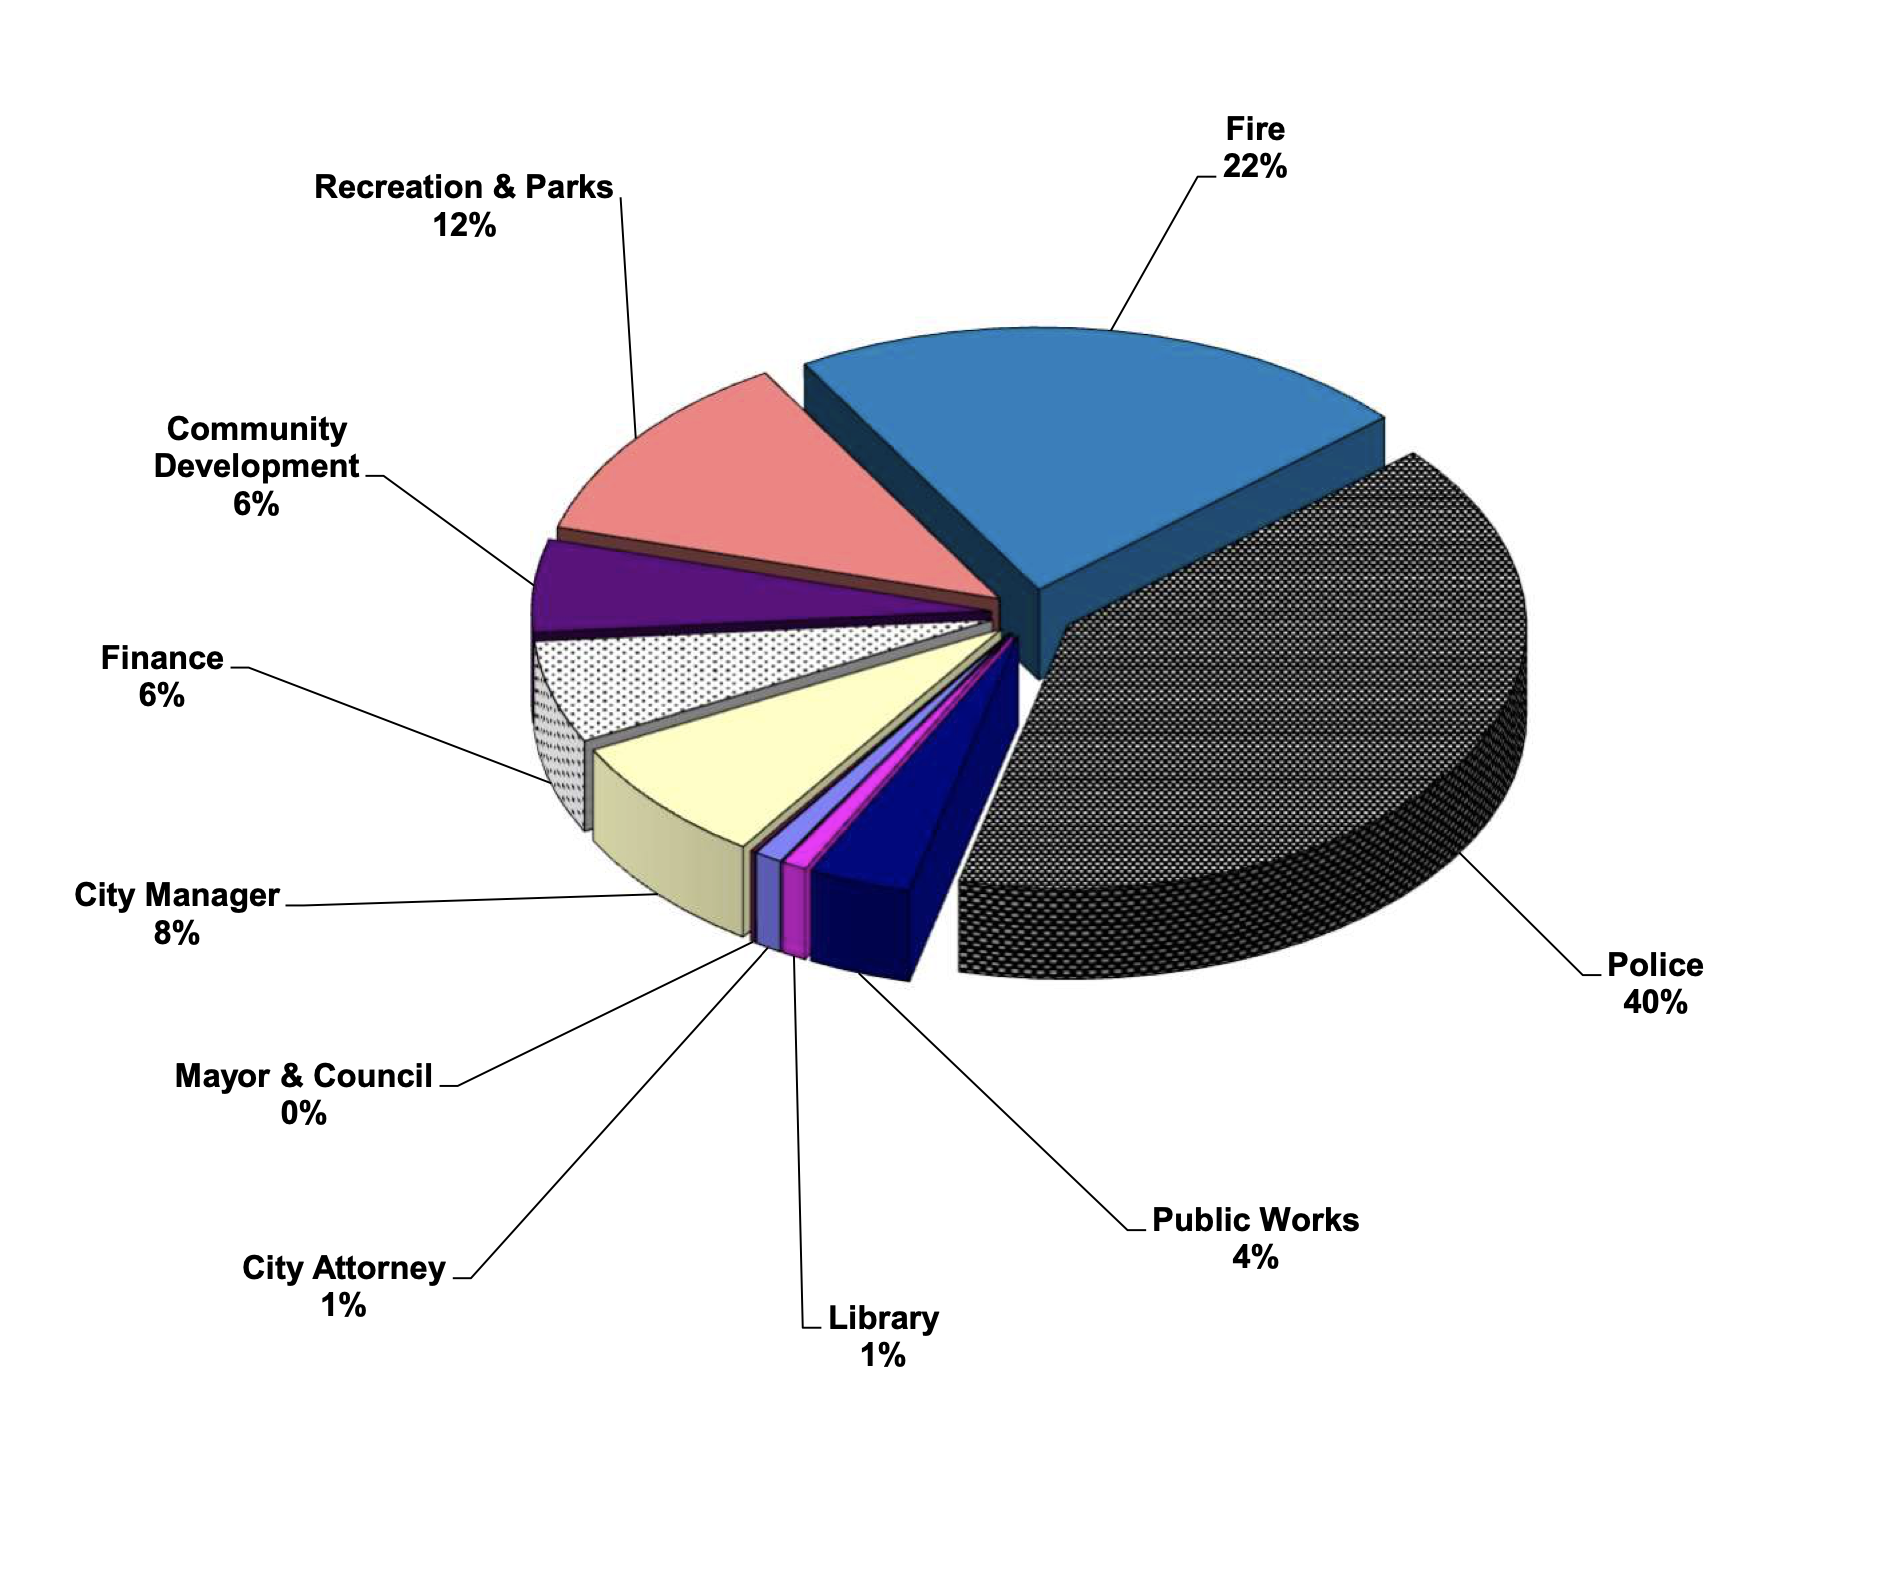 Fire
22%
Recreation & Parks
12%
Community
Development
6%
Finance
6%
City Manager
8%
Police
40%
Mayor & Council
0%
Public Works
4%
City Attorney
1%
Library
1%